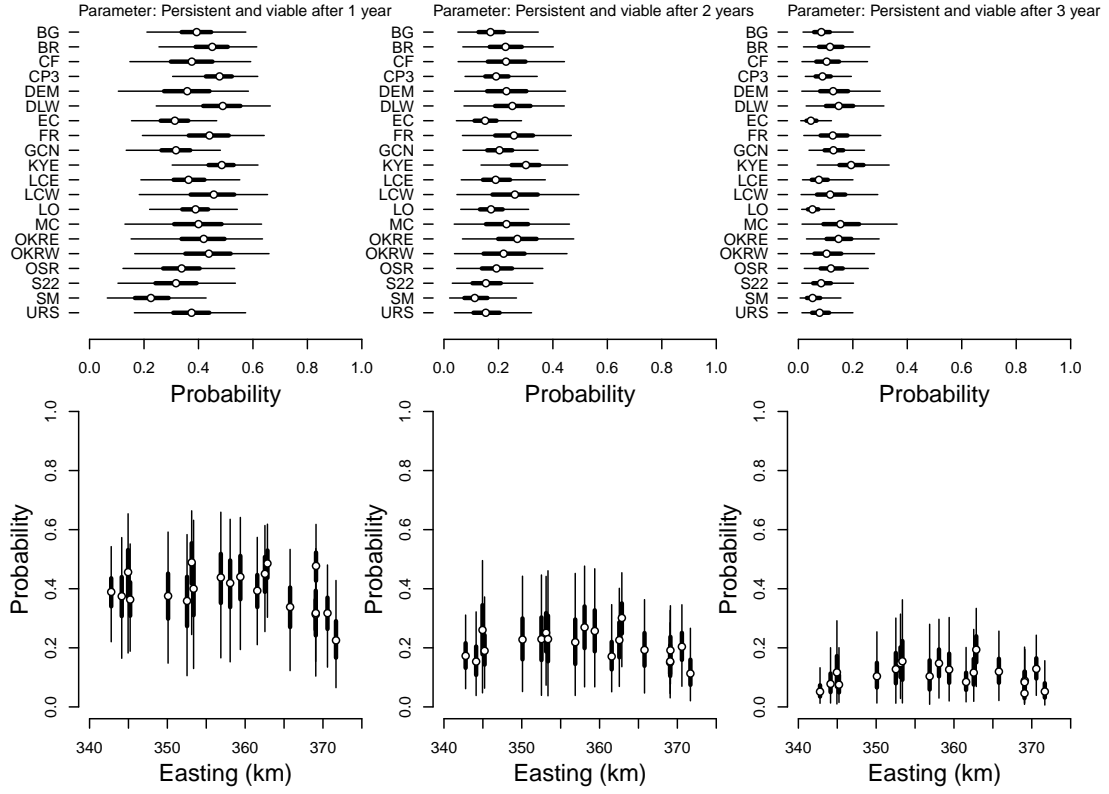 Parameter: Persistent and viable after 1 year
BG
BR
CF
CP3
DEM
DLW
EC
FR
GCN
KYE
LCE
LCW
LO
MC
OKRE
OKRW
OSR
S22
SM
URS
0.0 0.2 0.4 0.6 0.8 1.0
Probability
Parameter: Persistent and viable after 2 years
BG
BR
CF
CP3
DEM
DLW
EC
FR
GCN
KYE
LCE
LCW
LO
MC
OKRE
OKRW
OSR
S22
SM
URS
0.0 0.2 0.4 0.6 0.8 1.0
Probability
Parameter: Persistent and viable after 3 year
BG
BR
CF
CP3
DEM
DLW
EC
FR
GCN
KYE
LCE
LCW
LO
MC
OKRE
OKRW
OSR
S22
SM
URS
0.0 0.2 0.4 0.6 0.8 1.0
Probability
Probability
0.0 0.2 0.4 0.6 0.8 1.0
340 350 360 370
Easting (km)
Probability
0.0 0.2 0.4 0.6 0.8 1.0
340 350 360 370
Easting (km)
Probability
0.0 0.2 0.4 0.6 0.8 1.0
340 350 360 370
Easting (km)